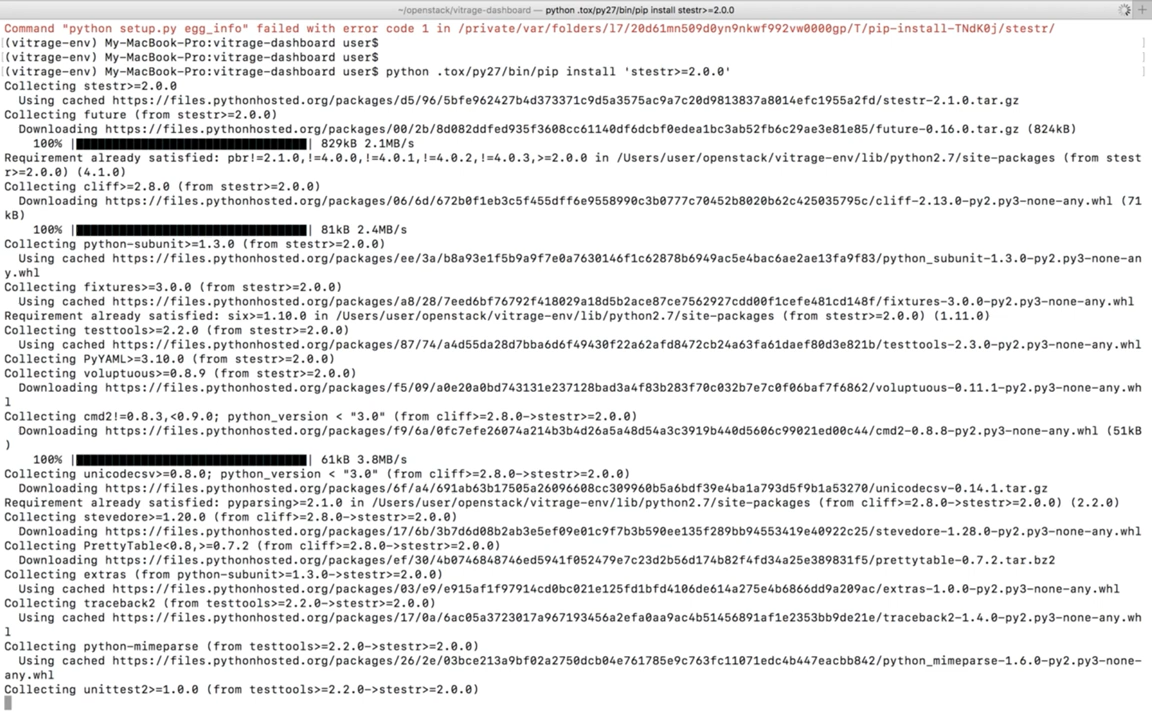 ~/openstack/vitrage-dashboard — python .tox/py27/bin/pip install stestr>=2.0.0
Command "python setup.py egg_info" failed with error code 1 in /private/var/folders/l7/20d61mn509d0yn9nkwf992vw0000gp/T/pip-install-TNdK0j/stestr/
(vitrage-env) My-MacBook-Pro:vitrage-dashboard user$
(vitrage-env) My-MacBook-Pro:vitrage-dashboard user$
(vitrage-env) My-MacBook-Pro:vitrage-dashboard user$ python .tox/py27/bin/pip install 'stestr>=2.0.0'
Collecting stestr>=2.0.0
  Using cached https://files.pythonhosted.org/packages/d5/96/5bfe962427b4d373371c9d5a3575ac9a7c20d9813837a8014efc1955a2fd/stestr-2.1.0.tar.gz
Collecting future (from stestr>=2.0.0)
  Downloading https://files.pythonhosted.org/packages/00/2b/8d082ddfed935f3608cc61140df6dcbf0edea1bc3ab52fb6c29ae3e81e85/future-0.16.0.tar.gz (824kB)
    100% |████████████████████████████████| 829kB 2.1MB/s
Requirement already satisfied: pbr!=2.1.0,!=4.0.0,!=4.0.1,!=4.0.2,!=4.0.3,>=2.0.0 in /Users/user/openstack/vitrage-env/lib/python2.7/site-packages (from stest
r>=2.0.0) (4.1.0)
Collecting cliff>=2.8.0 (from stestr>=2.0.0)
  Downloading https://files.pythonhosted.org/packages/06/6d/672b0f1eb3c5f455dff6e9558990c3b0777c70452b8020b62c425035795c/cliff-2.13.0-py2.py3-none-any.whl (71
kB)
    100% |████████████████████████████████| 81kB 2.4MB/s
Collecting python-subunit>=1.3.0 (from stestr>=2.0.0)
  Using cached https://files.pythonhosted.org/packages/ee/3a/b8a93e1f5b9a9f7e0a7630146f1c62878b6949ac5e4bac6ae2ae13fa9f83/python_subunit-1.3.0-py2.py3-none-an
y.whl
Collecting fixtures>=3.0.0 (from stestr>=2.0.0)
  Using cached https://files.pythonhosted.org/packages/a8/28/7eed6bf76792f418029a18d5b2ace87ce7562927cdd00f1cefe481cd148f/fixtures-3.0.0-py2.py3-none-any.whl
Requirement already satisfied: six>=1.10.0 in /Users/user/openstack/vitrage-env/lib/python2.7/site-packages (from stestr>=2.0.0) (1.11.0)
Collecting testtools>=2.2.0 (from stestr>=2.0.0)
  Using cached https://files.pythonhosted.org/packages/87/74/a4d55da28d7bba6d6f49430f22a62afd8472cb24a63fa61daef80d3e821b/testtools-2.3.0-py2.py3-none-any.whl
Collecting PyYAML>=3.10.0 (from stestr>=2.0.0)
Collecting voluptuous>=0.8.9 (from stestr>=2.0.0)
  Downloading https://files.pythonhosted.org/packages/f5/09/a0e20a0bd743131e237128bad3a4f83b283f70c032b7e7c0f06baf7f6862/voluptuous-0.11.1-py2.py3-none-any.wh
l
Collecting cmd2!=0.8.3,<0.9.0; python_version < "3.0" (from cliff>=2.8.0->stestr>=2.0.0)
  Downloading https://files.pythonhosted.org/packages/f9/6a/0fc7efe26074a214b3b4d26a5a48d54a3c3919b440d5606c99021ed00c44/cmd2-0.8.8-py2.py3-none-any.whl (51kB
)
    100% |████████████████████████████████| 61kB 3.8MB/s
Collecting unicodecsv>=0.8.0; python_version < "3.0" (from cliff>=2.8.0->stestr>=2.0.0)
  Downloading https://files.pythonhosted.org/packages/6f/a4/691ab63b17505a26096608cc309960b5a6bdf39e4ba1a793d5f9b1a53270/unicodecsv-0.14.1.tar.gz
Requirement already satisfied: pyparsing>=2.1.0 in /Users/user/openstack/vitrage-env/lib/python2.7/site-packages (from cliff>=2.8.0->stestr>=2.0.0) (2.2.0)
Collecting stevedore>=1.20.0 (from cliff>=2.8.0->stestr>=2.0.0)
  Downloading https://files.pythonhosted.org/packages/17/6b/3b7d6d08b2ab3e5ef09e01c9f7b3b590ee135f289bb94553419e40922c25/stevedore-1.28.0-py2.py3-none-any.whl
Collecting PrettyTable<0.8,>=0.7.2 (from cliff>=2.8.0->stestr>=2.0.0)
  Downloading https://files.pythonhosted.org/packages/ef/30/4b0746848746ed5941f052479e7c23d2b56d174b82f4fd34a25e389831f5/prettytable-0.7.2.tar.bz2
Collecting extras (from python-subunit>=1.3.0->stestr>=2.0.0)
  Using cached https://files.pythonhosted.org/packages/03/e9/e915af1f97914cd0bc021e125fd1bfd4106de614a275e4b6866dd9a209ac/extras-1.0.0-py2.py3-none-any.whl
Collecting traceback2 (from testtools>=2.2.0->stestr>=2.0.0)
  Using cached https://files.pythonhosted.org/packages/17/0a/6ac05a3723017a967193456a2efa0aa9ac4b51456891af1e2353bb9de21e/traceback2-1.4.0-py2.py3-none-any.wh
l
Collecting python-mimeparse (from testtools>=2.2.0->stestr>=2.0.0)
  Using cached https://files.pythonhosted.org/packages/26/2e/03bce213a9bf02a2750dcb04e761785e9c763fc11071edc4b447eacbb842/python_mimeparse-1.6.0-py2.py3-none-
any.whl
Collecting unittest2>=1.0.0 (from testtools>=2.2.0->stestr>=2.0.0)